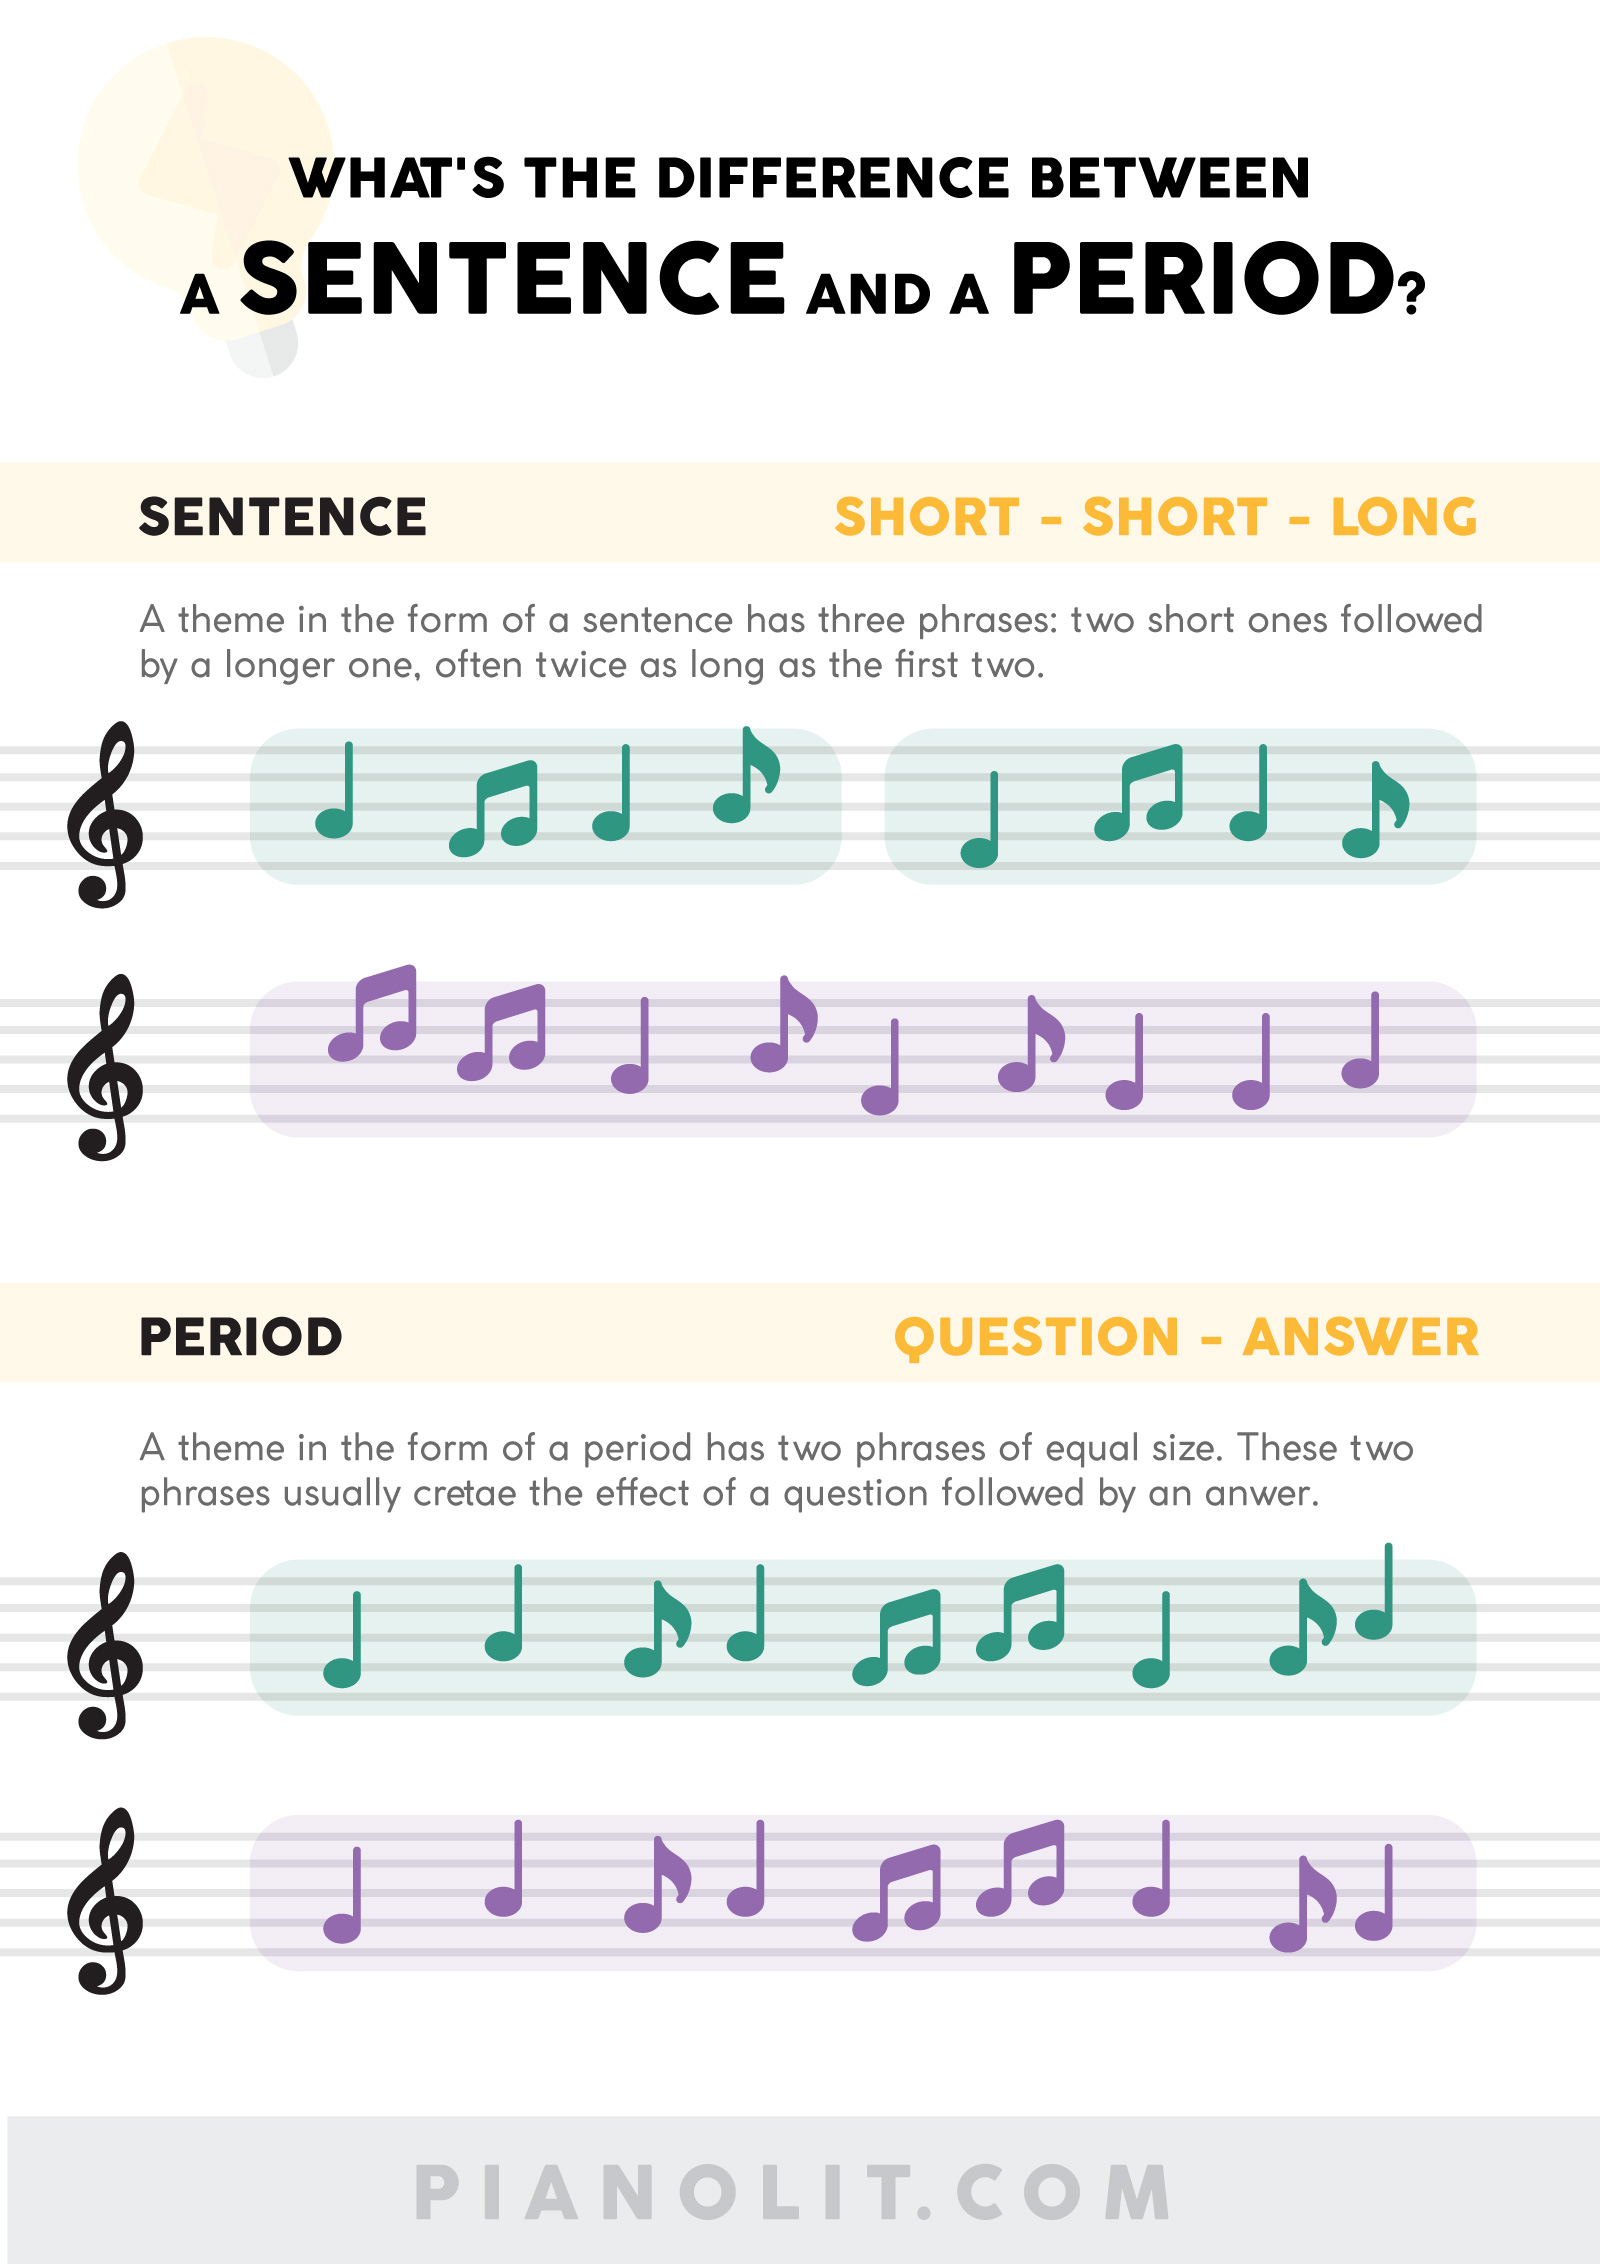 WHAT'S THE DIFFERENCE BETWEEN
A SENTENCE AND A PERIOD?
SENTENCE SHORT - SHORT - LONG
A theme in the form of a sentence has three phrases: two short ones followed
by a longer one, often twice as long as the first two.
PERIOD QUESTION - ANSWER
A theme in the form of a period has two phrases of equal size. These two
phrases usually cretae the effect of a question followed by an anwer.
PIANOLIT.COM